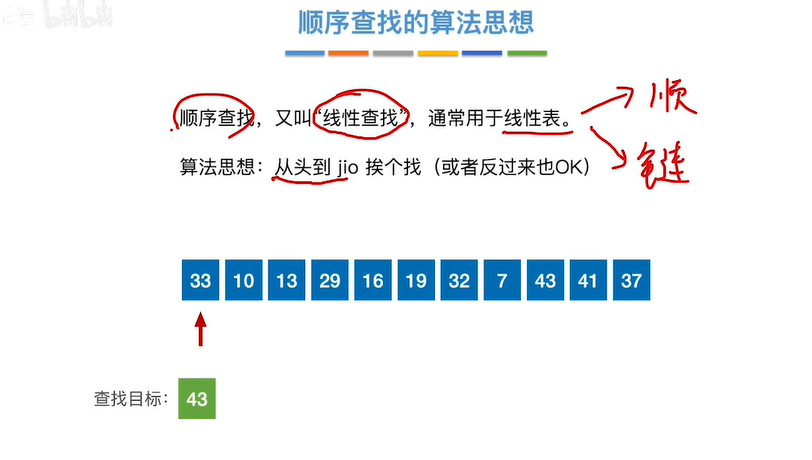 顺序查找的算法思想
顺序查找，又叫“线性查找”，通常用于线性表。
顺
链
算法思想：从头到 jio 挨个找（或者反过来也OK）
33 10 13 29 16 19 32 7 43 41 37
查找目标： 43